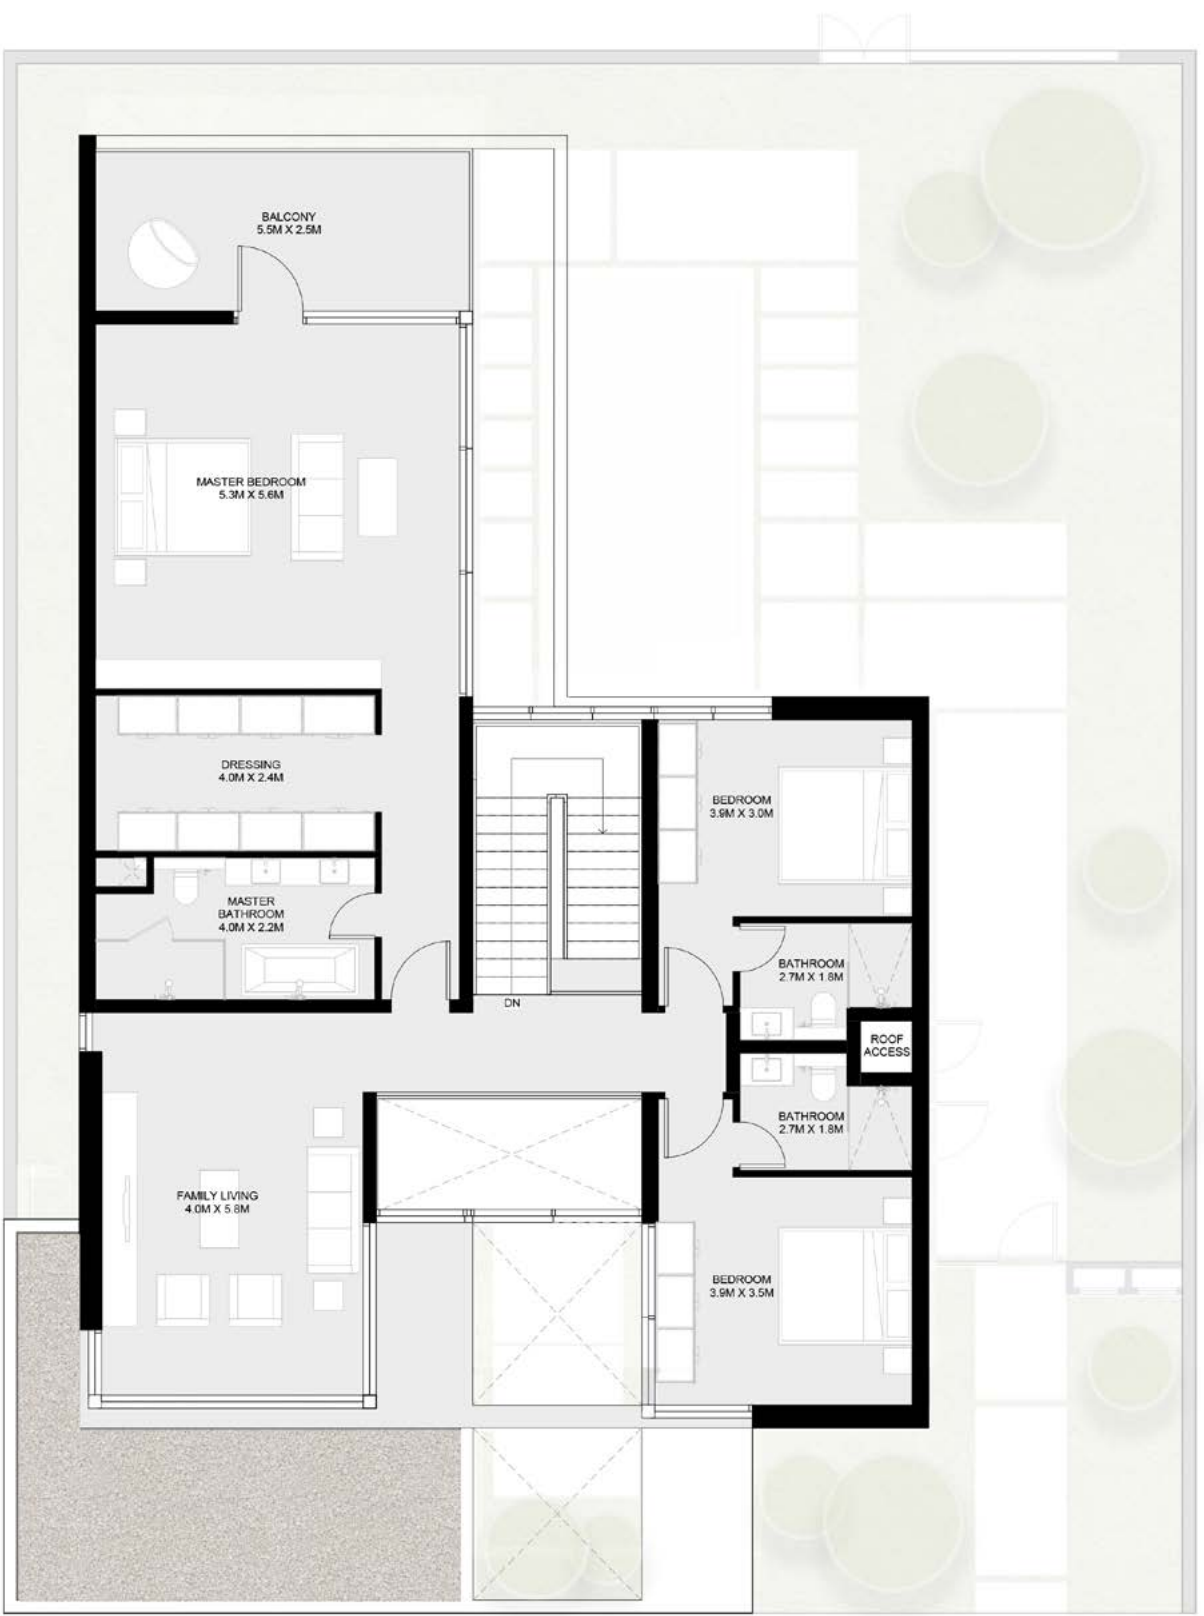 BALCONY
5.5M X 2.5M
MASTER BEDROOM
5.3M X 5.6M
DRESSING
4.0M X 2.4M
BEDROOM
3.9M X 3.0M
MASTER
BATHROOM
4.0M X 2.2M
BATHROOM
2.7M X 1.8M
DN
ROOF
ACCESS
BATHROOM
2.7M X 1.8M
FAMILY LIVING
4.0M X 5.8M
BEDROOM
3.9M X 3.5M